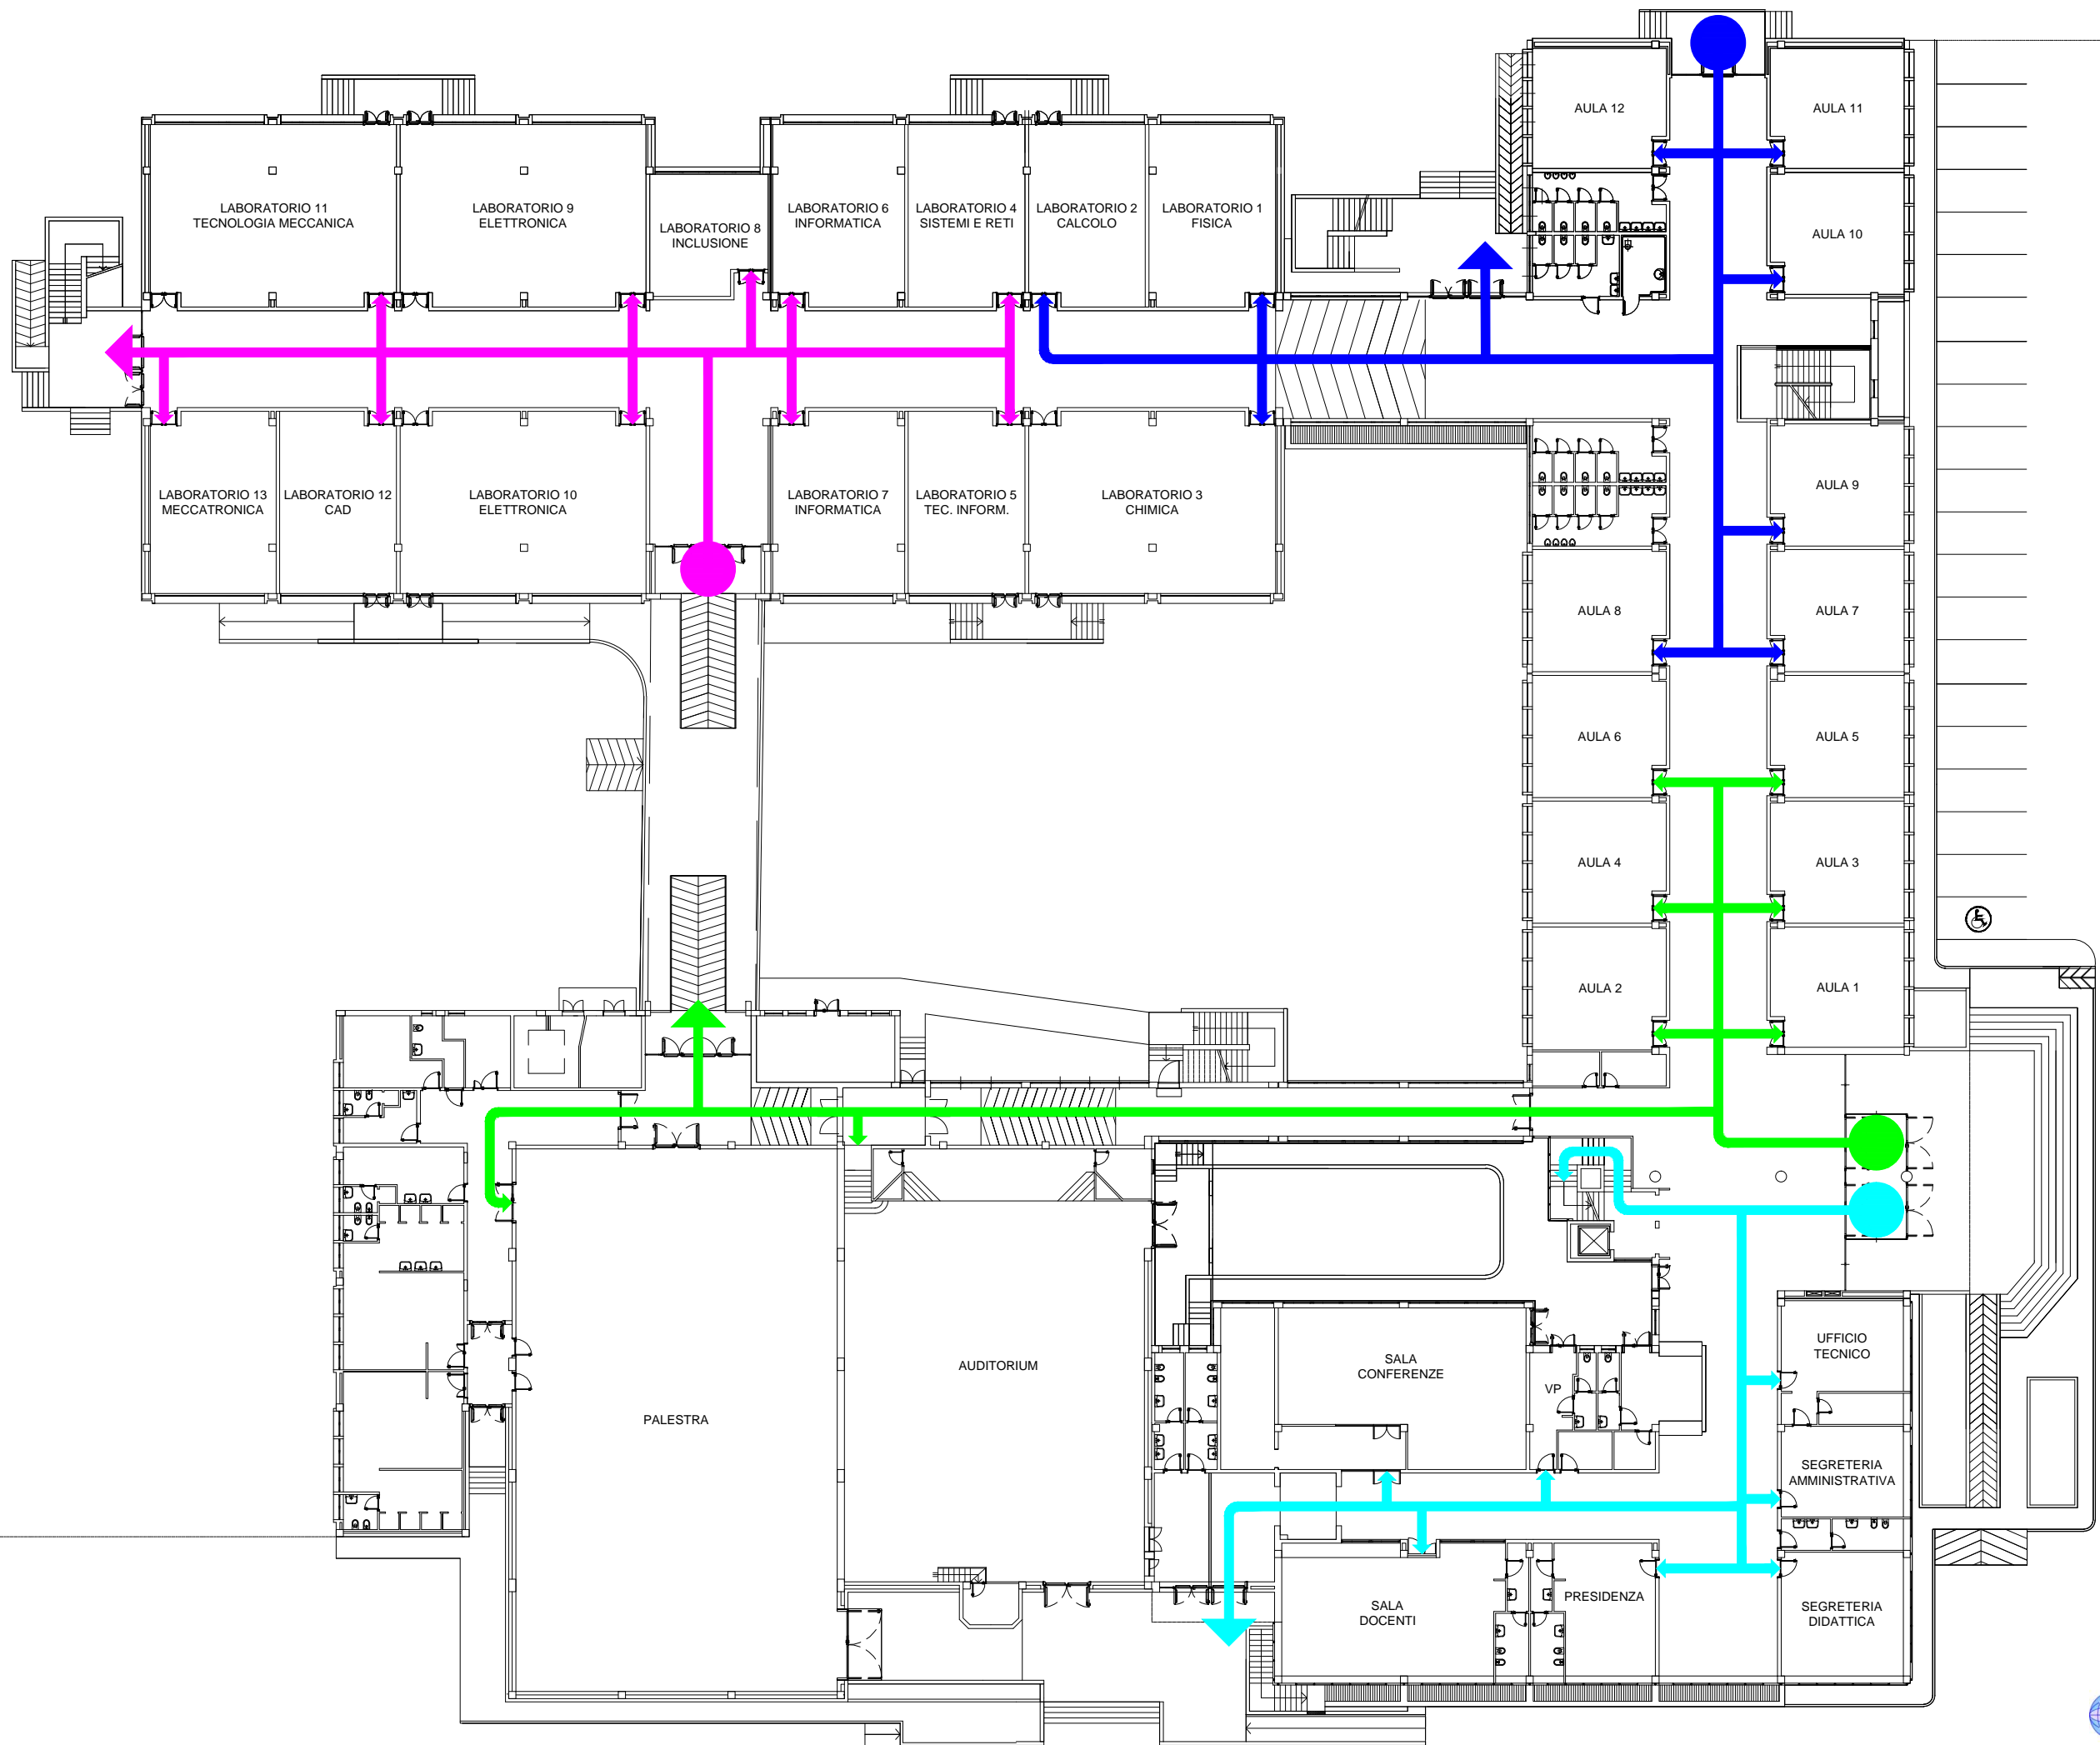 AULA 12
AULA 11
LABORATORIO 11
TECNOLOGIA MECCANICA
LABORATORIO 9
ELETTRONICA
LABORATORIO 8
INCLUSIONE
LABORATORIO 6
INFORMATICA
LABORATORIO 4
SISTEMI E RETI
LABORATORIO 2
CALCOLO
LABORATORIO 1
FISICA
AULA 10
LABORATORIO 13
MECCATRONICA
LABORATORIO 12
CAD
LABORATORIO 10
ELETTRONICA
LABORATORIO 7
INFORMATICA
LABORATORIO 5
TEC. INFORM.
LABORATORIO 3
CHIMICA
AULA 9
AULA 8
AULA 7
AULA 6
AULA 5
AULA 4
AULA 3
AULA 2
AULA 1
PALESTRA
AUDITORIUM
SALA
CONFERENZE
VP
UFFICIO
TECNICO
SEGRETERIA
AMMINISTRATIVA
SALA
DOCENTI
PRESIDENZA
SEGRETERIA
DIDATTICA